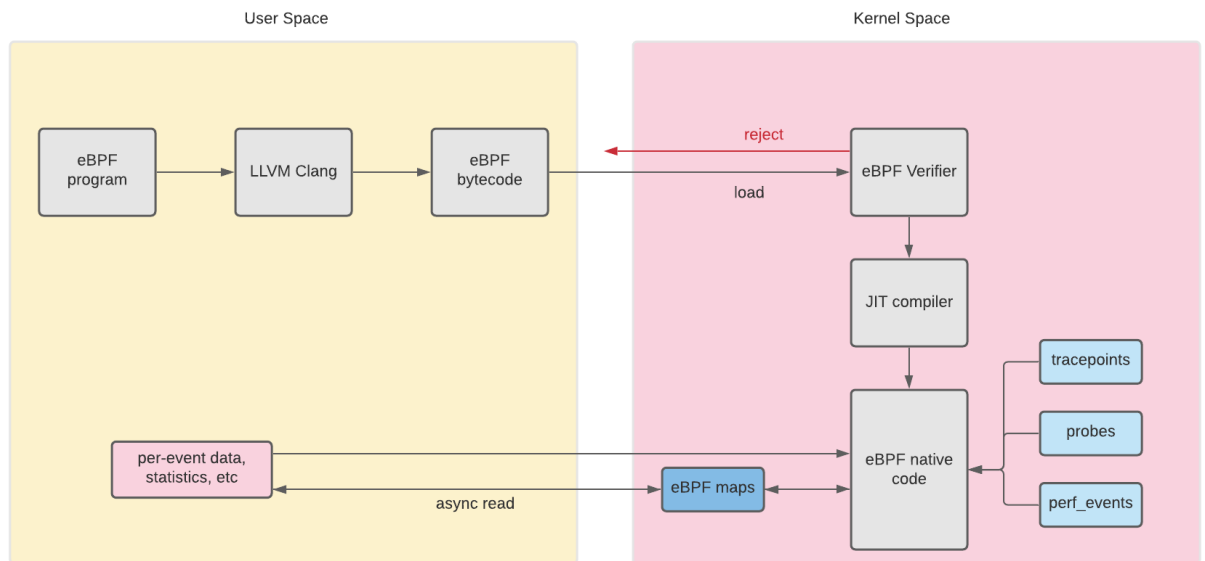 User Space
Kernel Space
eBPF
program
LLVM Clang
eBPF
bytecode
reject
load
eBPF Verifier
JIT compiler
tracepoints
probes
perf_events
eBPF native
code
per-event data,
statistics, etc
async read
eBPF maps